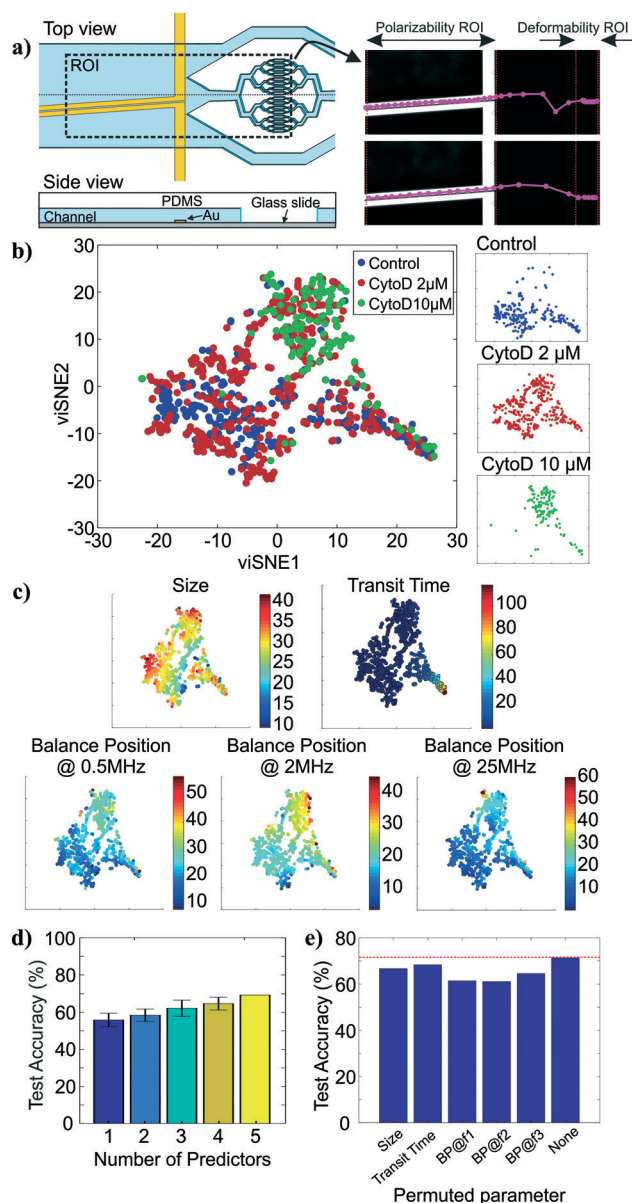 a)
Top view
ROI
Polarizability ROI
Deformability ROI
Side view
PDMS
Channel
Au
Glass slide
b)
30
20
10
0
-10
-20
-30
viSNE2
-30
-20
-10
0
10
20
30
viSNE1
Control
CytoD 2μM
CytoD10μM
Control
CytoD 2 μM
CytoD 10 μM
c)
Size
40
35
30
25
20
15
10
Transit Time
100
80
60
40
20
Balance Position
@ 0.5MHz
50
40
30
20
10
Balance Position
@ 2MHz
40
30
20
10
Balance Position
@ 25MHz
60
50
40
30
20
10
d)
100
80
60
40
20
0
Test Accuracy (%)
1
2
3
4
5
Number of Predictors
e)
80
60
40
20
0
Test Accuracy (%)
Size
Transit Time
BP@f1
BP@f2
BP@f3
None
Permuted parameter